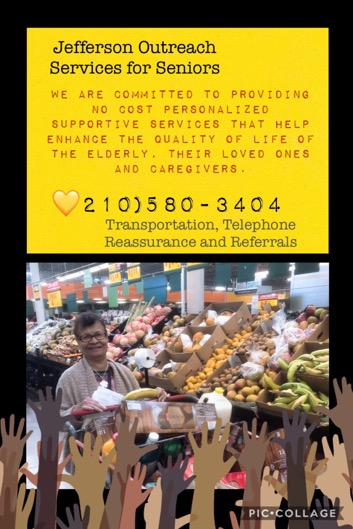 Jefferson Outreach
Services for Seniors
WE ARE COMMITTED TO PROVIDING
NO COST PERSONALIZED
SUPPORTIVE SERVICES THAT HELP
ENHANCE THE QUALITY OF LIFE OF
THE ELDERLY, THEIR LOVED ONES
AND CAREGIVERS.
💛210)580-3404
Transportation, Telephone
Reassurance and Referrals
PIC•COLLAGE